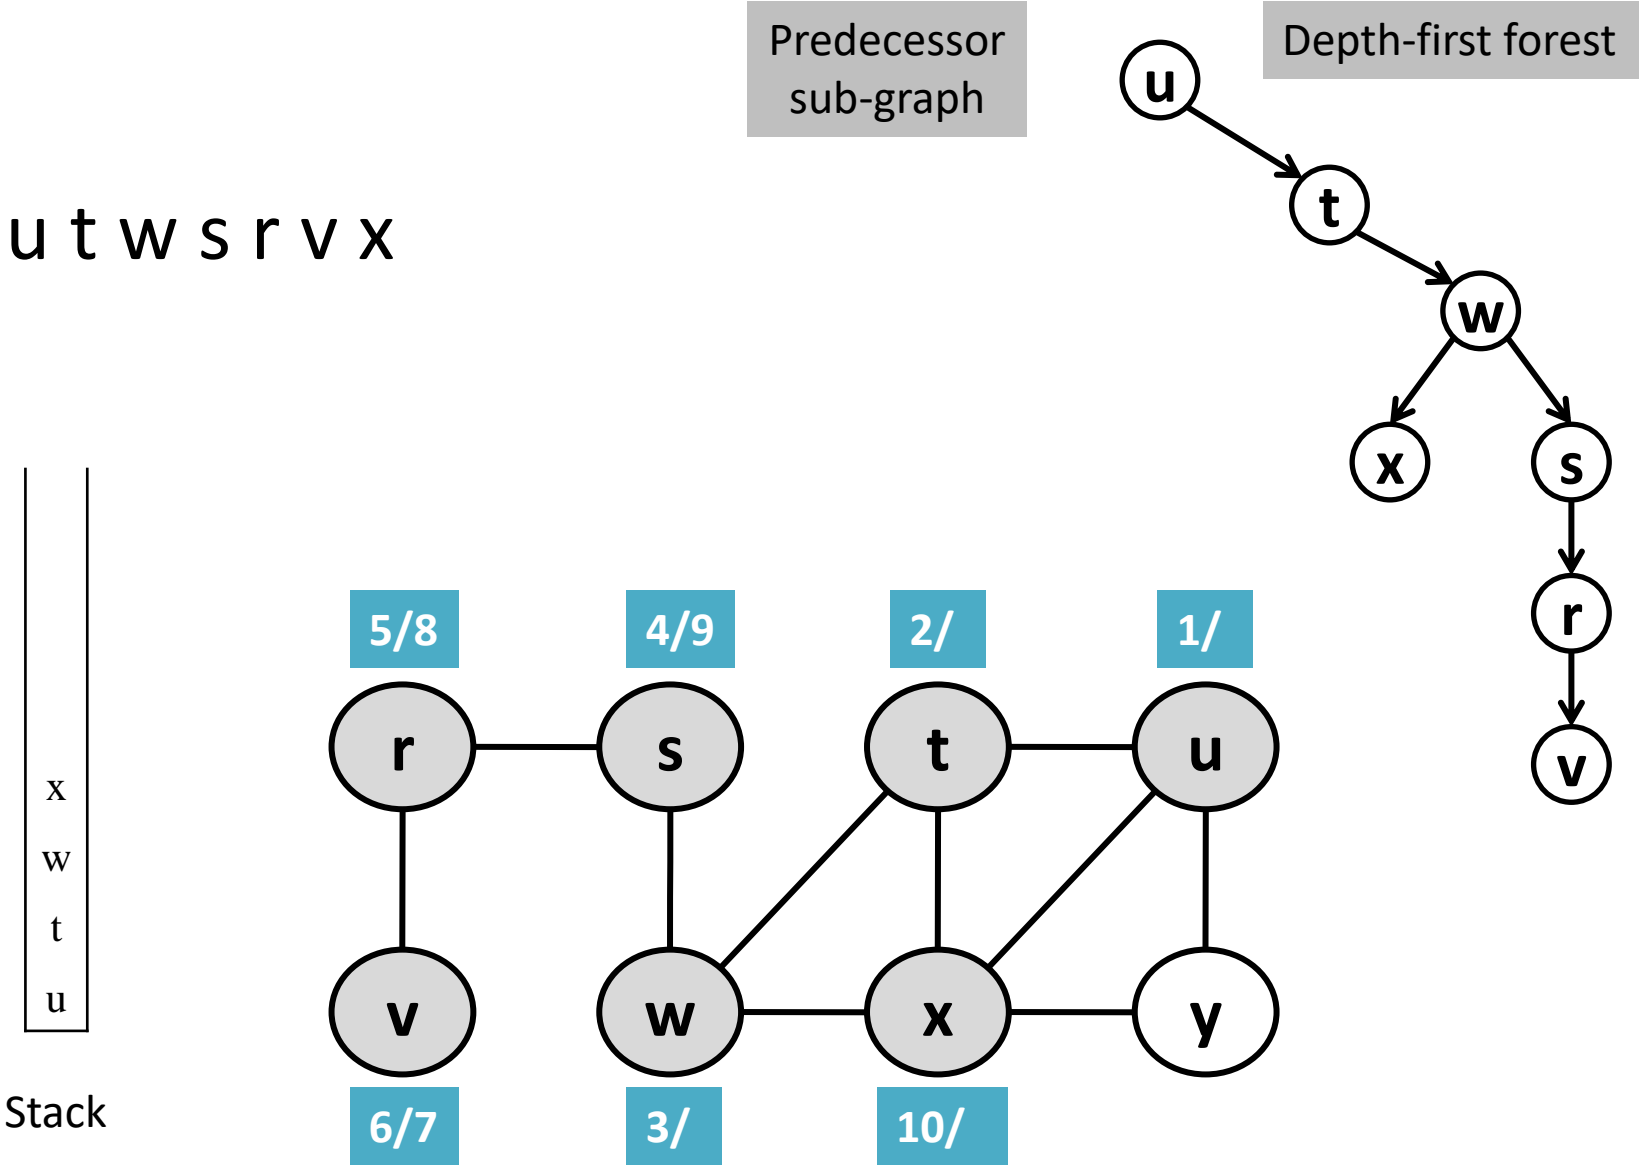 Predecessor
sub-graph
Depth-first forest
u
t
u t w s r v x
w
x
s
r
v
5/8
4/9
2/
1/
r
s
t
u
x
w
t
u
v
w
x
y
6/7
3/
10/
Stack